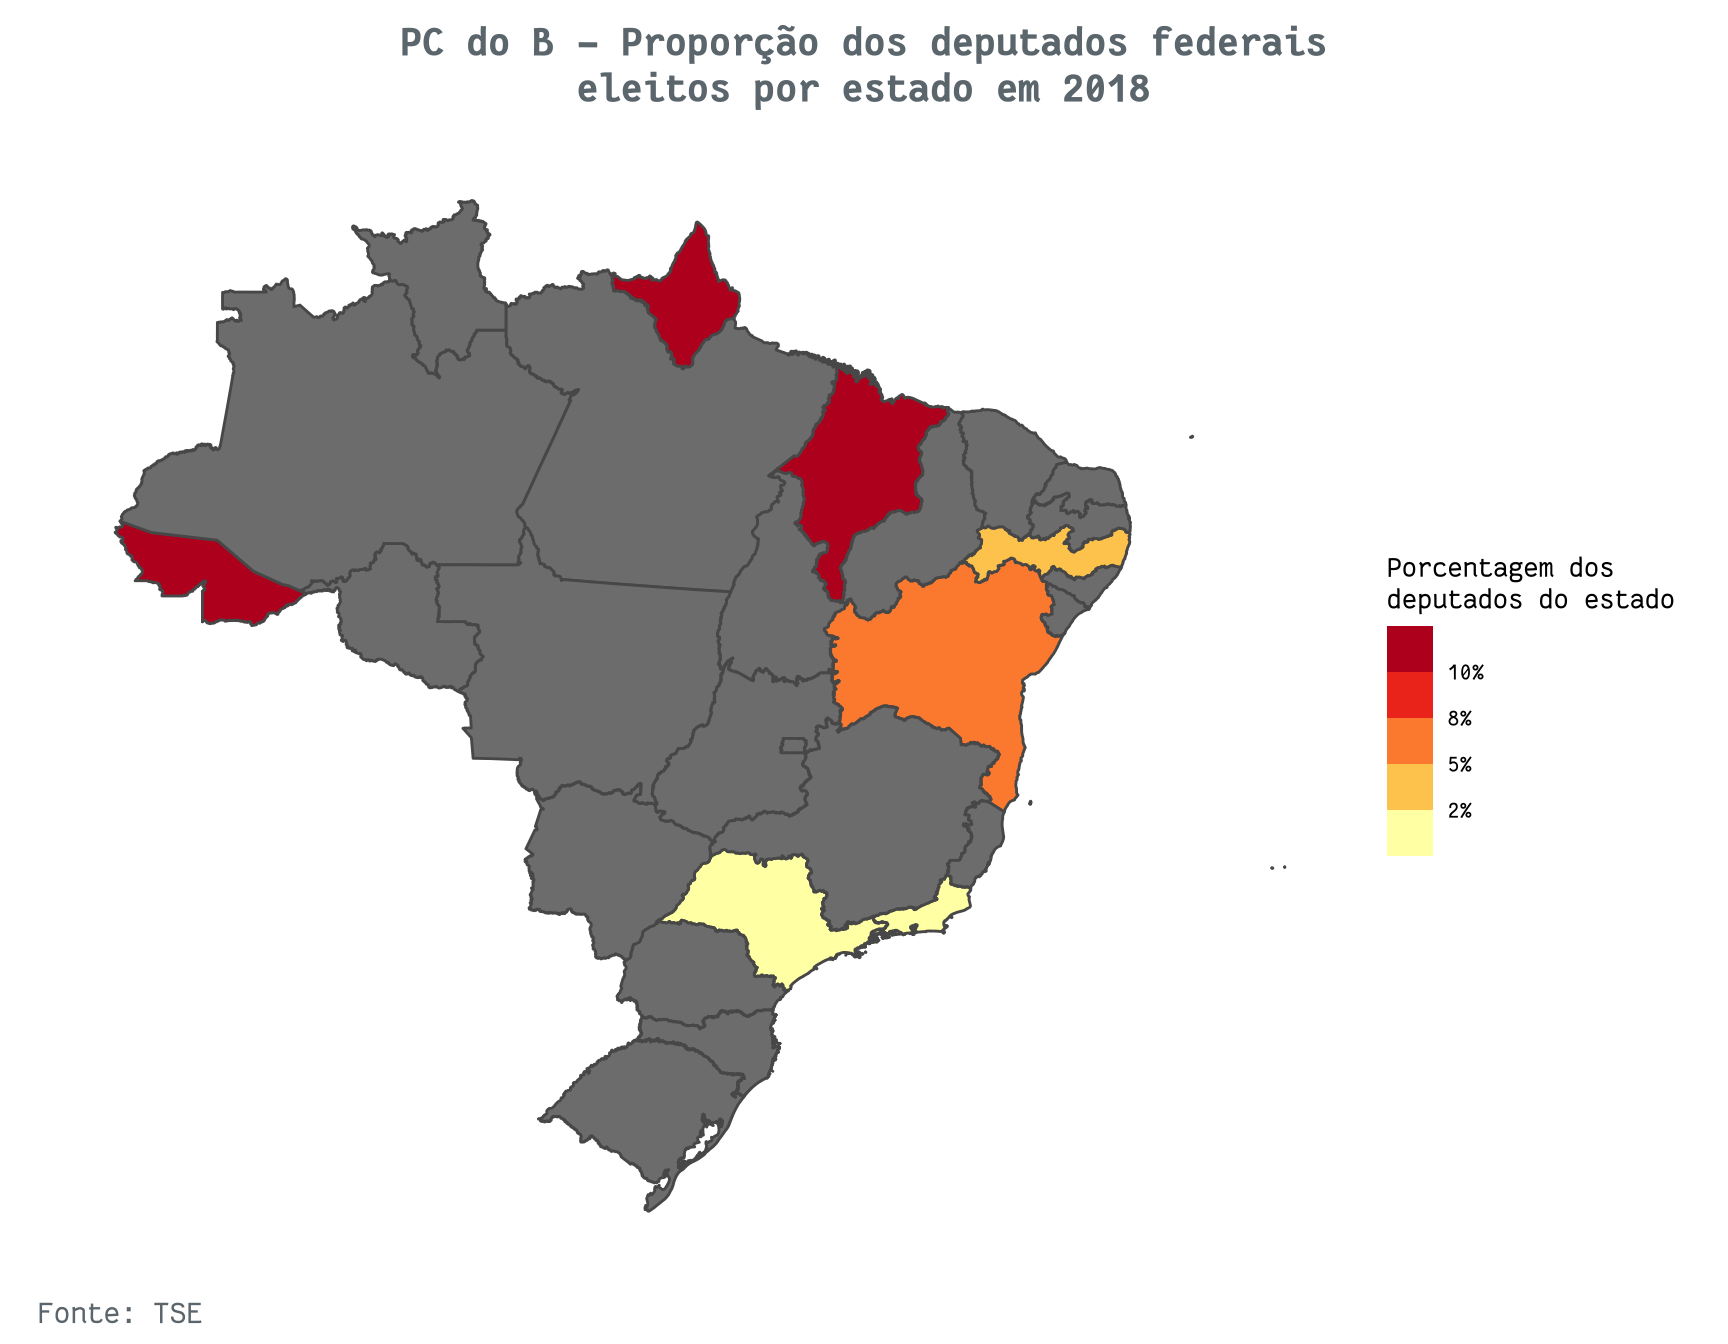 PC do B – Proporção dos deputados federais
eleitos por estado em 2018
Porcentagem dos
deputados do estado
10%
8%
5%
2%
Fonte: TSE